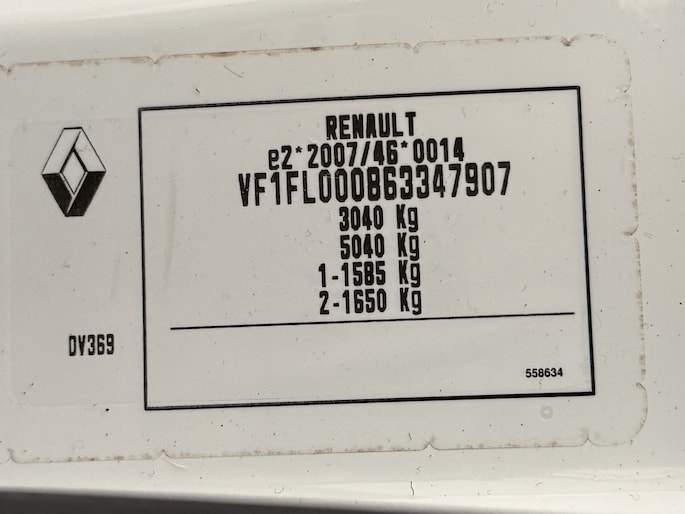 RENAULT
e2*2007/46*0014
VF1FL000863347907
3040 Kg
5040 Kg
1-1585 Kg
2-1650 Kg
DV369
558634